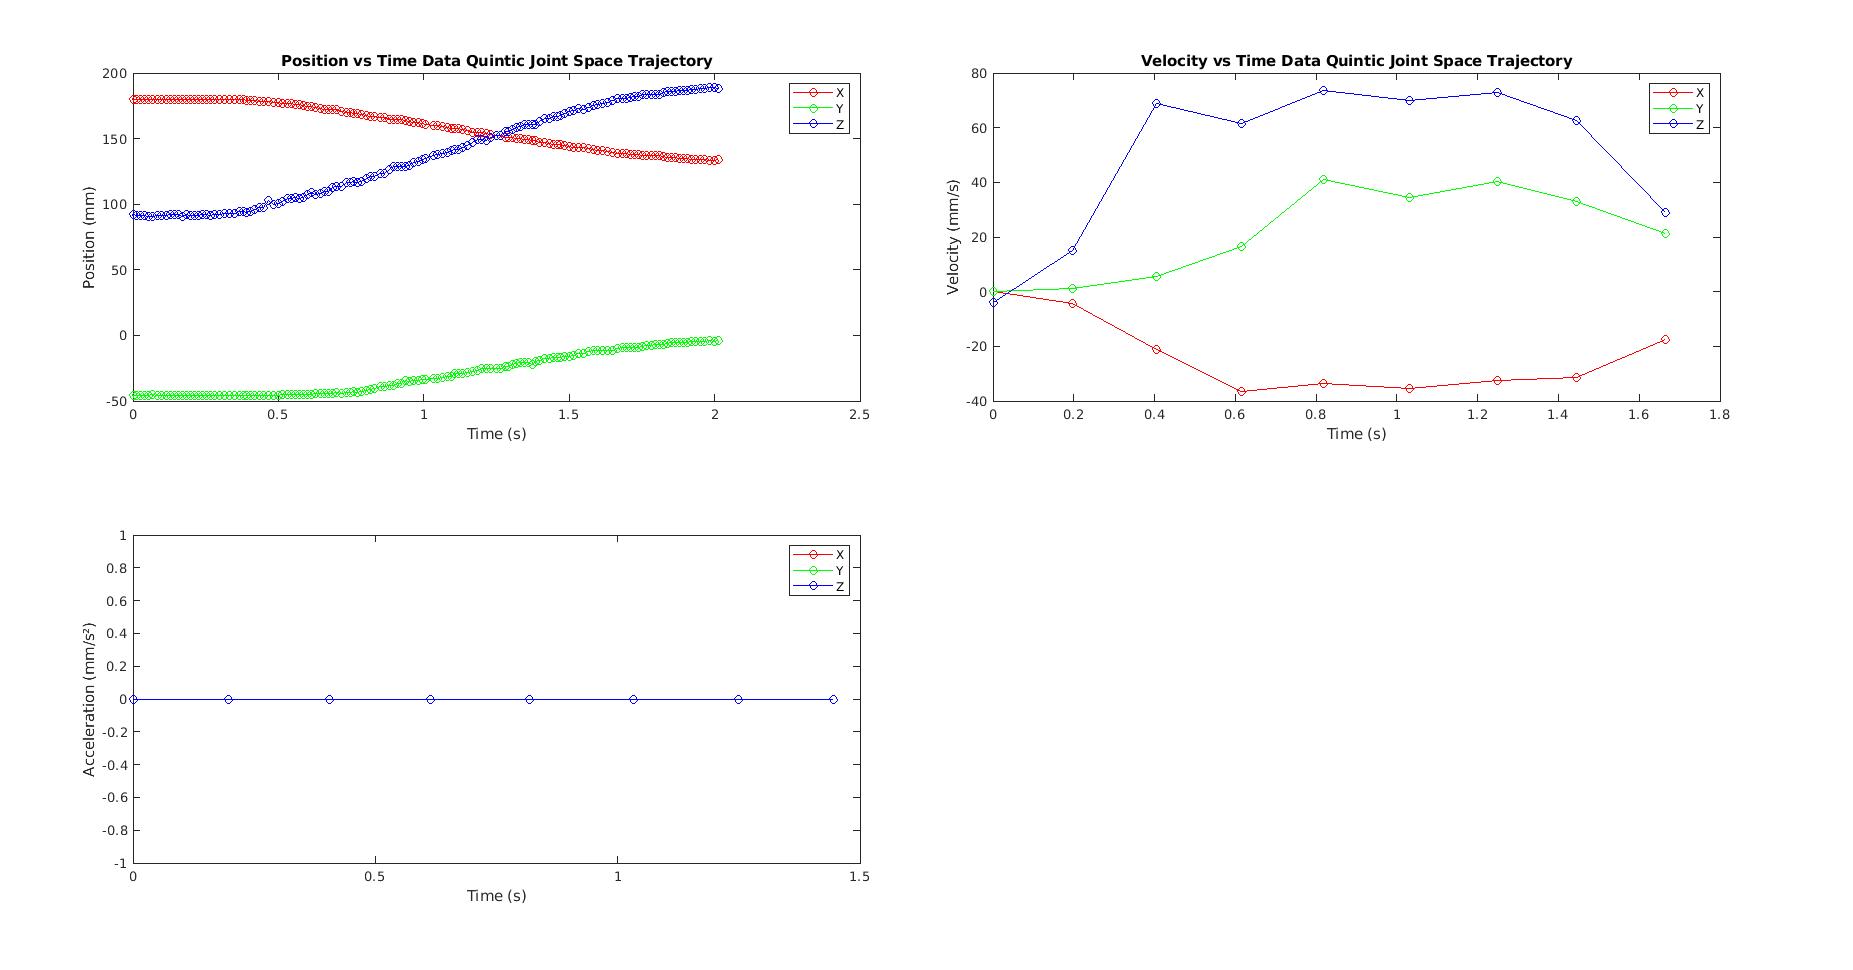 Position vs Time Data Quintic Joint Space Trajectory
200
150
100
50
0
-50
Position (mm)
0 0.5 1 1.5 2 2.5
Time (s)
X
Y
Z
Velocity vs Time Data Quintic Joint Space Trajectory
80
60
40
20
0
-20
-40
Velocity (mm/s)
0 0.2 0.4 0.6 0.8 1 1.2 1.4 1.6 1.8
Time (s)
X
Y
Z
1
0.8
0.6
0.4
0.2
0
-0.2
-0.4
-0.6
-0.8
-1
Acceleration (mm/s²)
0 0.5 1 1.5
Time (s)
X
Y
Z